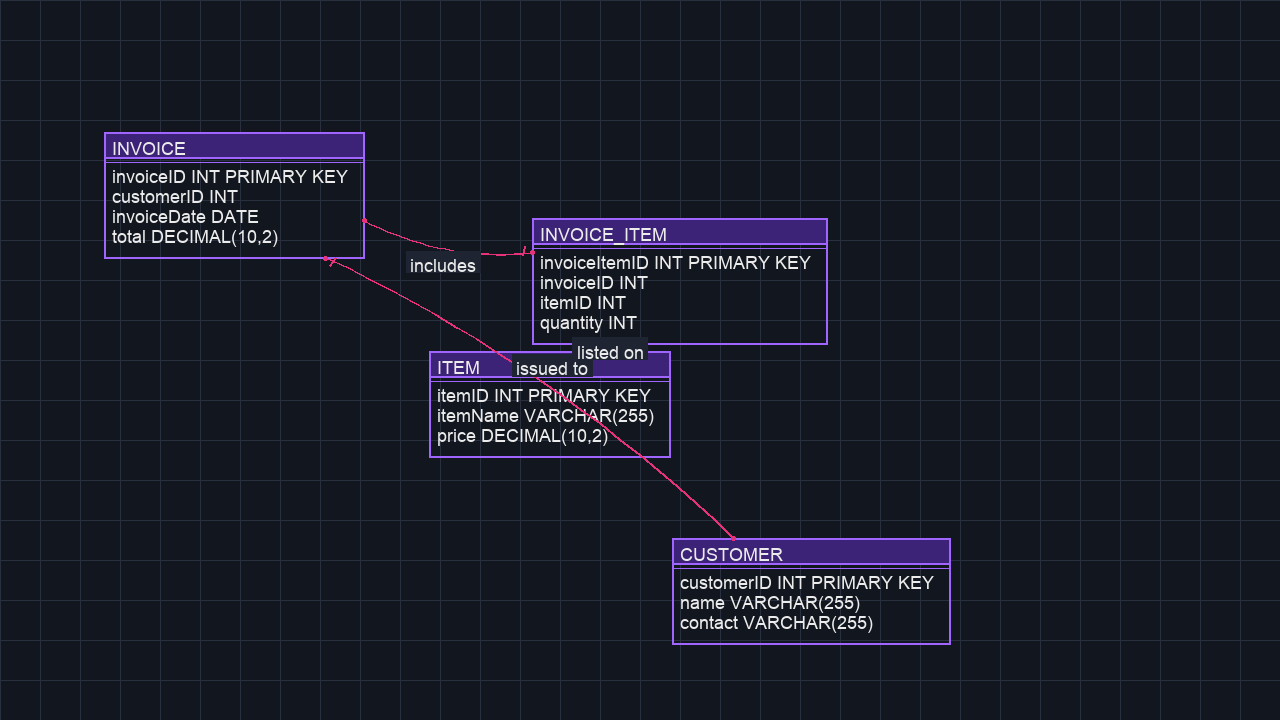 INVOICE
invoiceID INT PRIMARY KEY
customerID INT
invoiceDate DATE
total DECIMAL(10,2)
includes
INVOICE_ITEM
invoiceItemID INT PRIMARY KEY
invoiceID INT
itemID INT
quantity INT
listed on
issued to
ITEM
itemID INT PRIMARY KEY
itemName VARCHAR(255)
price DECIMAL(10,2)
CUSTOMER
customerID INT PRIMARY KEY
name VARCHAR(255)
contact VARCHAR(255)